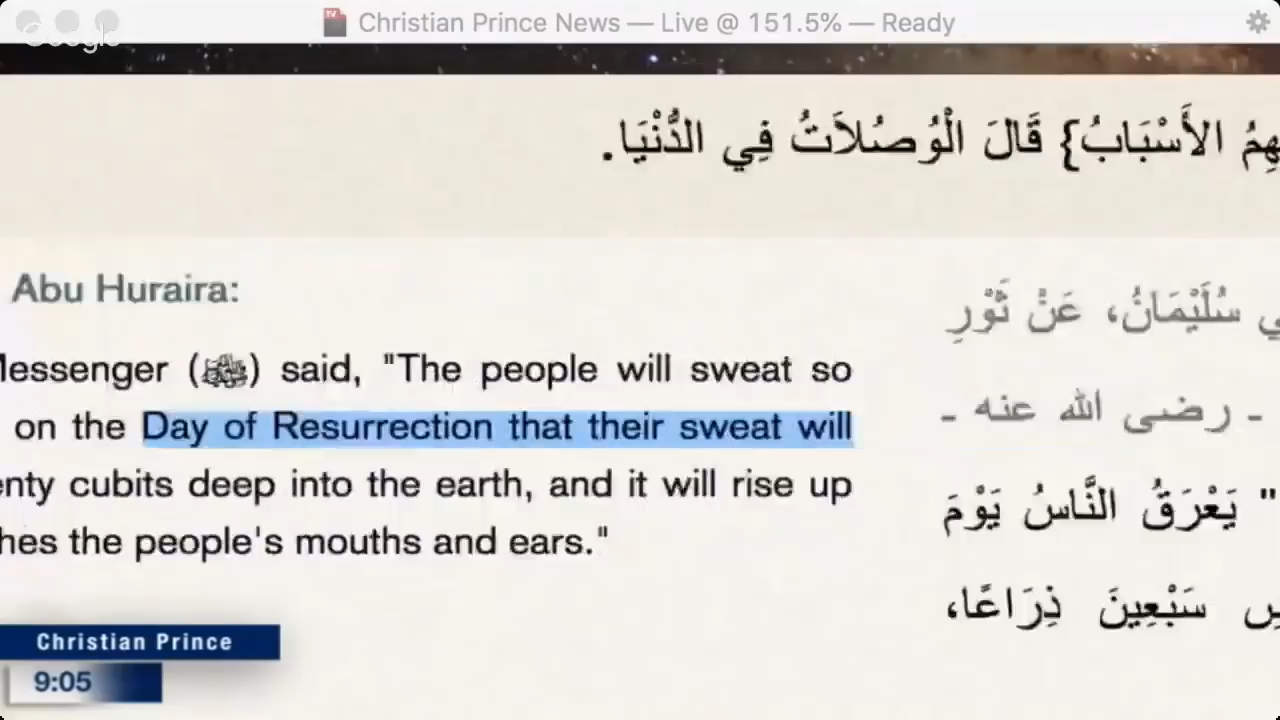 Christian Prince News — Live @ 151.5% — Ready
Google
هِمُ الأَسْبَابُ} قَالَ الْوُصُلاَتُ فِي الدُّنْيَا.
Abu Huraira:
ي سُلَيْمَانُ، عَنْ ثَوْرِ
lessenger (ﷺ) said, "The people will sweat so
on the Day of Resurrection that their sweat will
ـ رضى الله عنه ـ
enty cubits deep into the earth, and it will rise up
" يَعْرَقُ النَّاسُ يَوْمَ
hes the people's mouths and ears."
سَبْعِينَ ذِرَاعًا،
Christian Prince
9:05